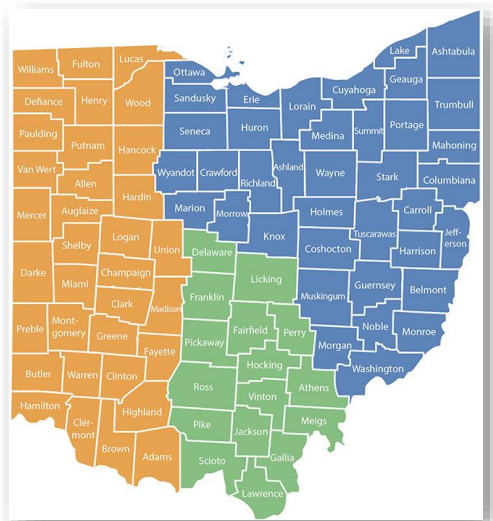 Williams
Fulton
Lucas
Ottawa
Lake
Ashtabula
Geauga
Cuyahoga
Defiance
Henry
Wood
Sandusky
Erie
Lorain
Trumbull
Paulding
Putnam
Hancock
Seneca
Huron
Medina
Summit
Portage
Mahoning
Van Wert
Allen
Wyandot
Crawford
Richland
Ashland
Wayne
Stark
Columbiana
Mercer
Auglaize
Hardin
Marion
Morrow
Holmes
Tuscarawas
Carroll
Jeff-
erson
Shelby
Logan
Union
Delaware
Knox
Coshocton
Harrison
Darke
Miami
Champaign
Licking
Clark
Madison
Franklin
Muskingum
Guernsey
Belmont
Preble
Mont-
gomery
Greene
Fayette
Pickaway
Fairfield
Perry
Morgan
Noble
Monroe
Butler
Warren
Clinton
Ross
Hocking
Athens
Washington
Hamilton
Cler-
mont
Highland
Vinton
Meigs
Brown
Adams
Pike
Jackson
Scioto
Gallia
Lawrence